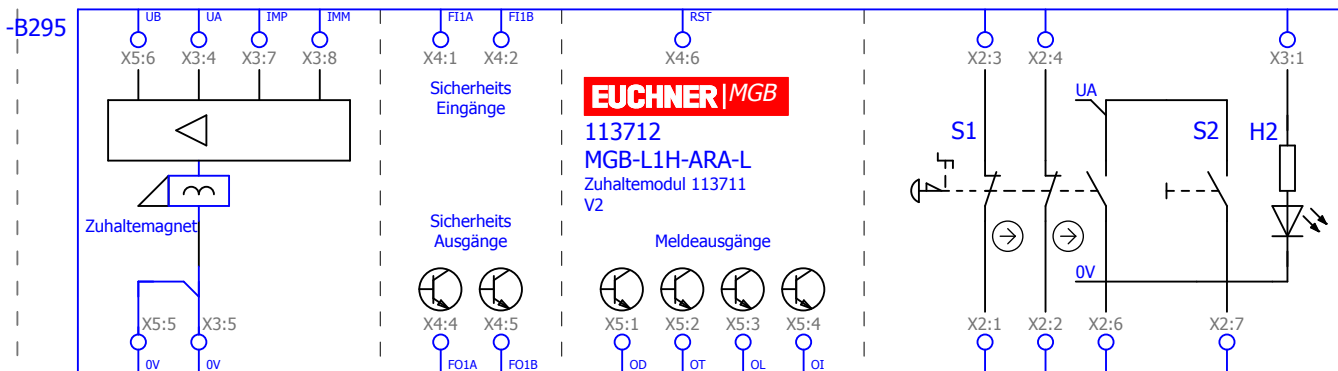 -B295
UB UA IMP IMM FI1A FI1B RST
X5:6 X3:4 X3:7 X3:8 X4:1 X4:2 X4:6 X2:3 X2:4 X3:1
Sicherheits
Eingänge
EUCHNER|MGB
113712
MGB-L1H-ARA-L
Zuhaltemodul 113711
V2
UA
S1 S2 H2
Zuhaltemagnet
Sicherheits
Ausgänge
Meldeausgänge
0V
X5:5 X3:5 X4:4 X4:5 X5:1 X5:2 X5:3 X5:4 X2:1 X2:2 X2:6 X2:7
0V 0V FO1A FO1B OD OT OL OI